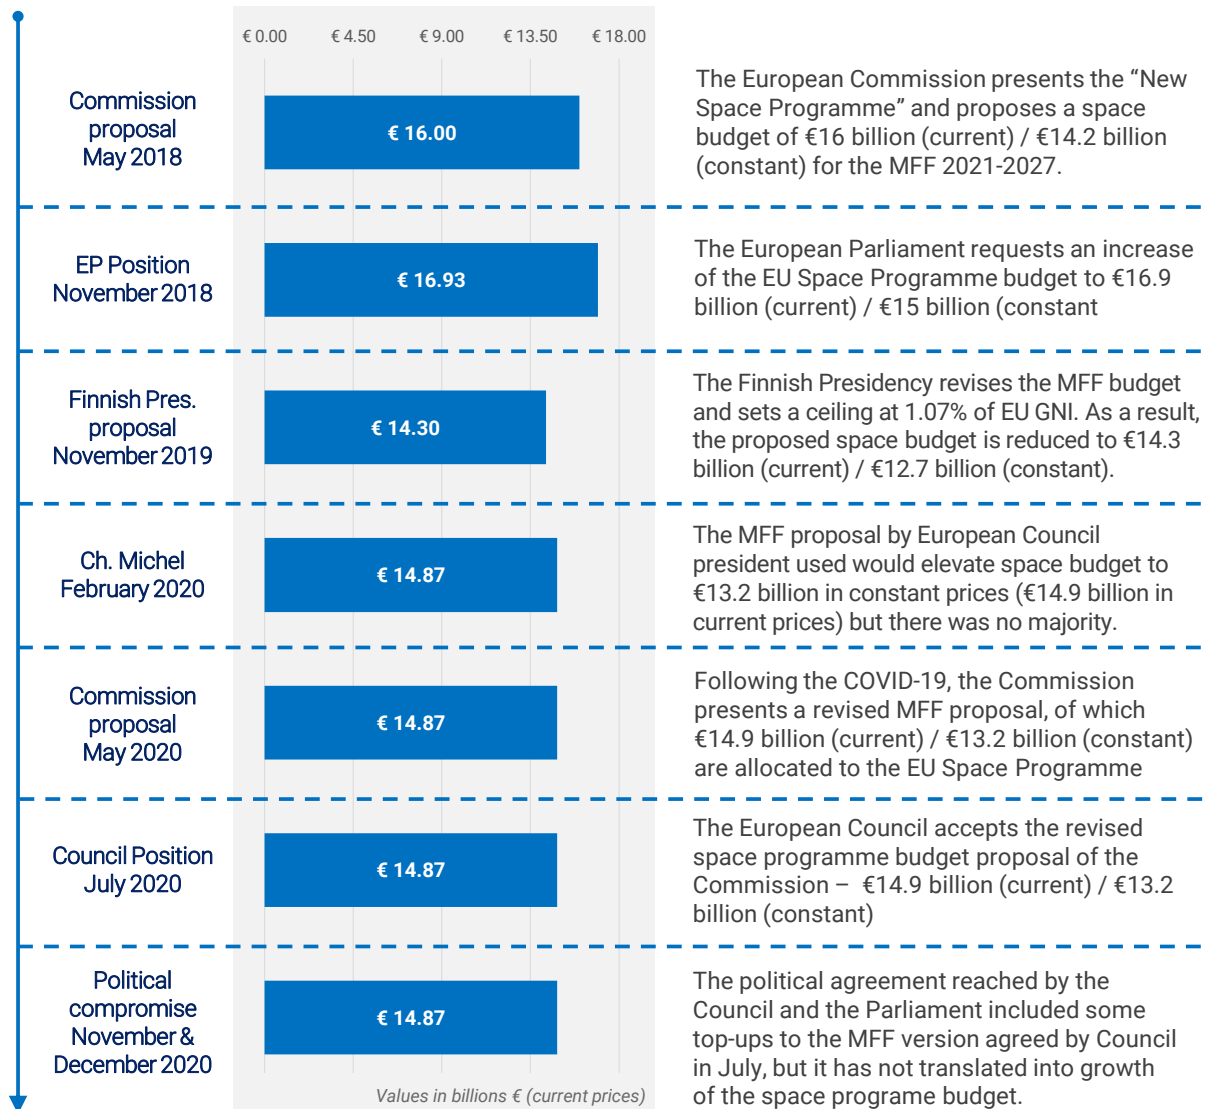 € 0.00 € 4.50 € 9.00 € 13.50 € 18.00
Commission
proposal
May 2018
€ 16.00
The European Commission presents the “New
Space Programme” and proposes a space
budget of €16 billion (current) / €14.2 billion
(constant) for the MFF 2021-2027.
EP Position
November 2018
€ 16.93
The European Parliament requests an increase
of the EU Space Programme budget to €16.9
billion (current) / €15 billion (constant
Finnish Pres.
proposal
November 2019
€ 14.30
The Finnish Presidency revises the MFF budget
and sets a ceiling at 1.07% of EU GNI. As a result,
the proposed space budget is reduced to €14.3
billion (current) / €12.7 billion (constant).
Ch. Michel
February 2020
€ 14.87
The MFF proposal by European Council
president used would elevate space budget to
€13.2 billion in constant prices (€14.9 billion in
current prices) but there was no majority.
Commission
proposal
May 2020
€ 14.87
Following the COVID-19, the Commission
presents a revised MFF proposal, of which
€14.9 billion (current) / €13.2 billion (constant)
are allocated to the EU Space Programme
Council Position
July 2020
€ 14.87
The European Council accepts the revised
space programme budget proposal of the
Commission – €14.9 billion (current) / €13.2
billion (constant)
Political
compromise
November &
December 2020
€ 14.87
The political agreement reached by the
Council and the Parliament included some
top-ups to the MFF version agreed by Council
in July, but it has not translated into growth
of the space programe budget.
Values in billions € (current prices)